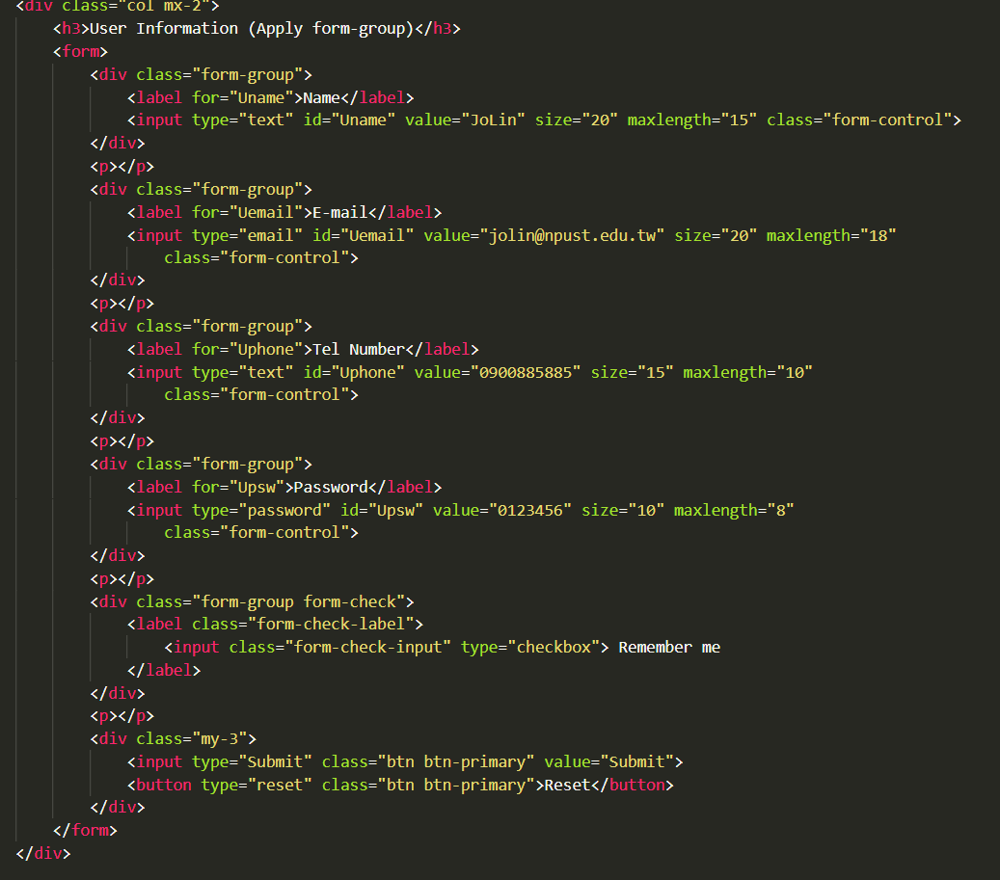 <div class="col mx-2">
<h3>User Information (Apply form-group)</h3>
<form>
<div class="form-group">
<label for="Uname">Name</label>
<input type="text" id="Uname" value="JoLin" size="20" maxlength="15" class="form-control">
</div>
<p></p>
<div class="form-group">
<label for="Uemail">E-mail</label>
<input type="email" id="Uemail" value="jolin@npust.edu.tw" size="20" maxlength="18"
class="form-control">
</div>
<p></p>
<div class="form-group">
<label for="Uphone">Tel Number</label>
<input type="text" id="Uphone" value="0900885885" size="15" maxlength="10"
class="form-control">
</div>
<p></p>
<div class="form-group">
<label for="Upsw">Password</label>
<input type="password" id="Upsw" value="0123456" size="10" maxlength="8"
class="form-control">
</div>
<p></p>
<div class="form-group form-check">
<label class="form-check-label">
<input class="form-check-input" type="checkbox"> Remember me
</label>
</div>
<p></p>
<div class="my-3">
<input type="Submit" class="btn btn-primary" value="Submit">
<button type="reset" class="btn btn-primary">Reset</button>
</div>
</form>
</div>